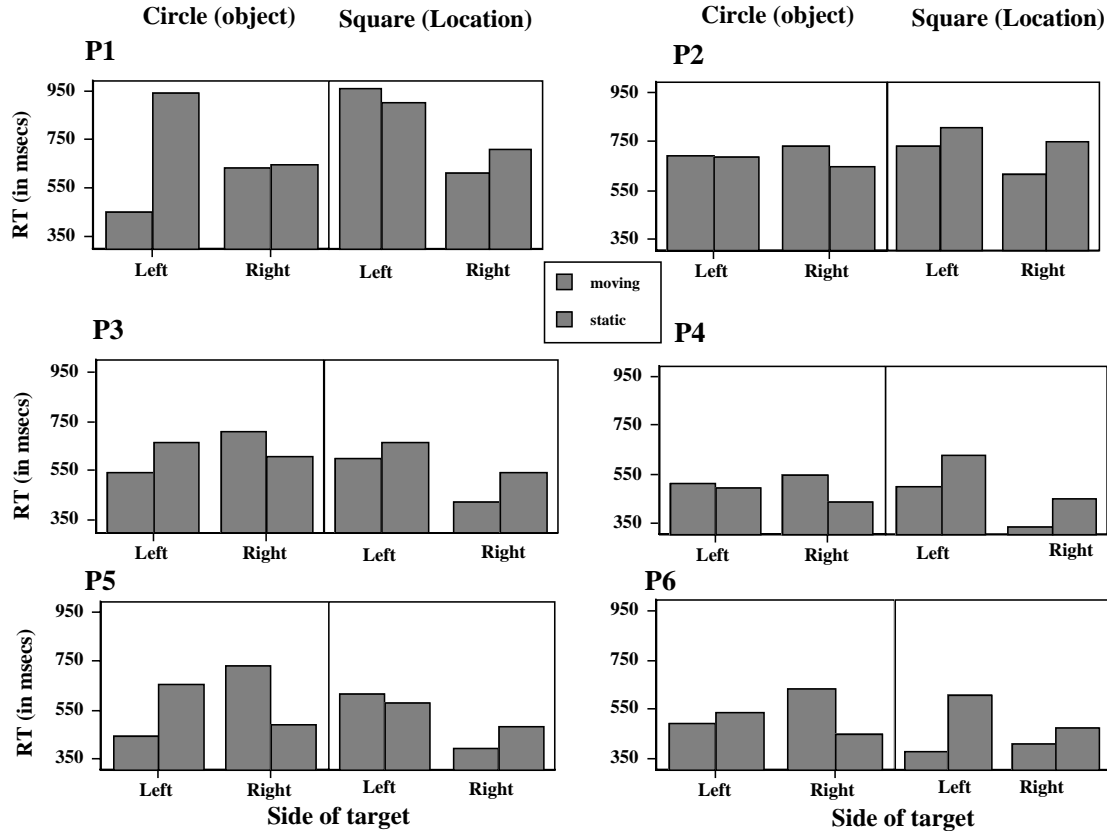 Circle (object) Square (Location) Circle (object) Square (Location)
P1
RT (in msecs)
950
750
550
350
Left Right Left Right
P2
950
750
550
350
Left Right Left Right
moving
static
P3
RT (in msecs)
950
750
550
350
Left Right Left Right
P4
950
750
550
350
Left Right Left Right
P5
RT (in msecs)
950
750
550
350
Left Right Left Right
Side of target
P6
950
750
550
350
Left Right Left Right
Side of target